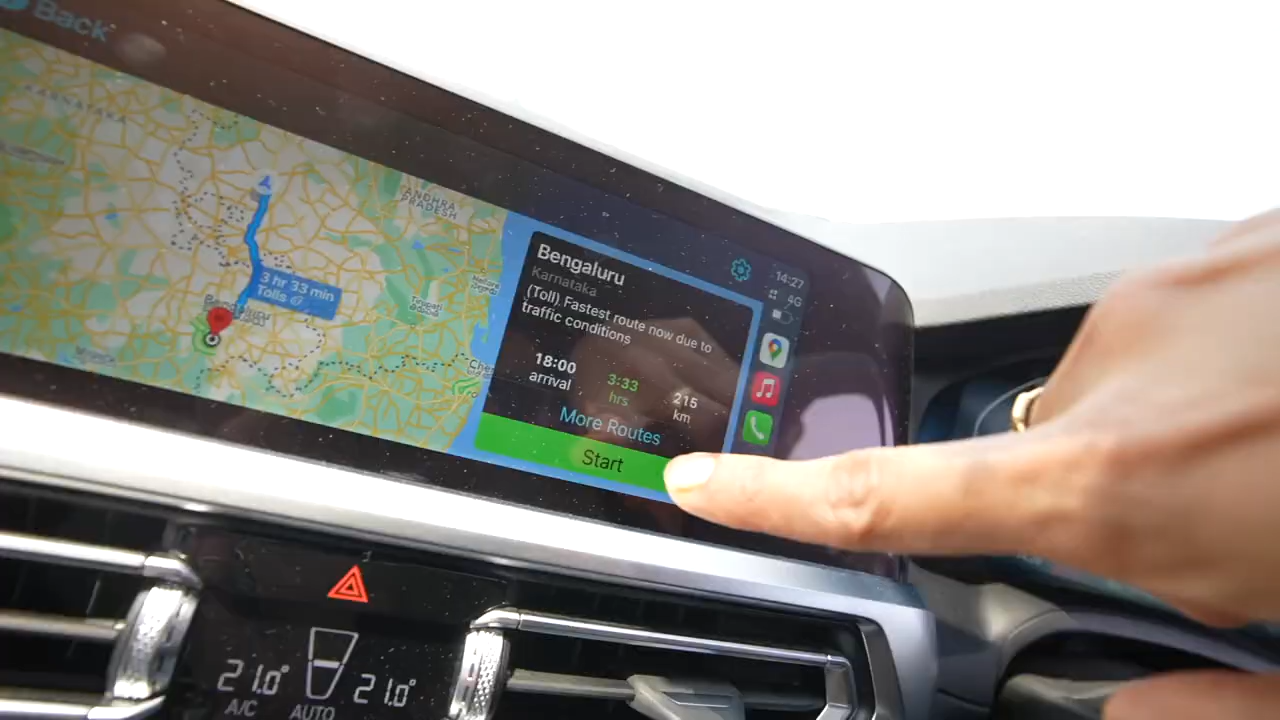 Back
KARNATAKA
ANDHRA
PRADESH
3 hr 33 min
Tolls
Bengaluru
Karnataka
(Toll) Fastest route now due to
traffic conditions
18:00
arrival
3:33
hrs
215
km
More Routes
Start
14:27
4G
21.0°
A/C
AUTO
21.0°